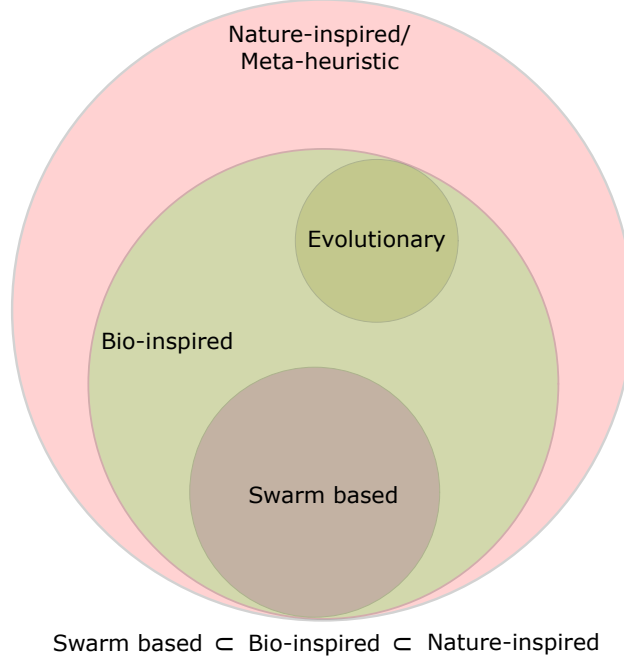 Nature-inspired/
Meta-heuristic
Evolutionary
Bio-inspired
Swarm based
Swarm based ⊂ Bio-inspired ⊂ Nature-inspired